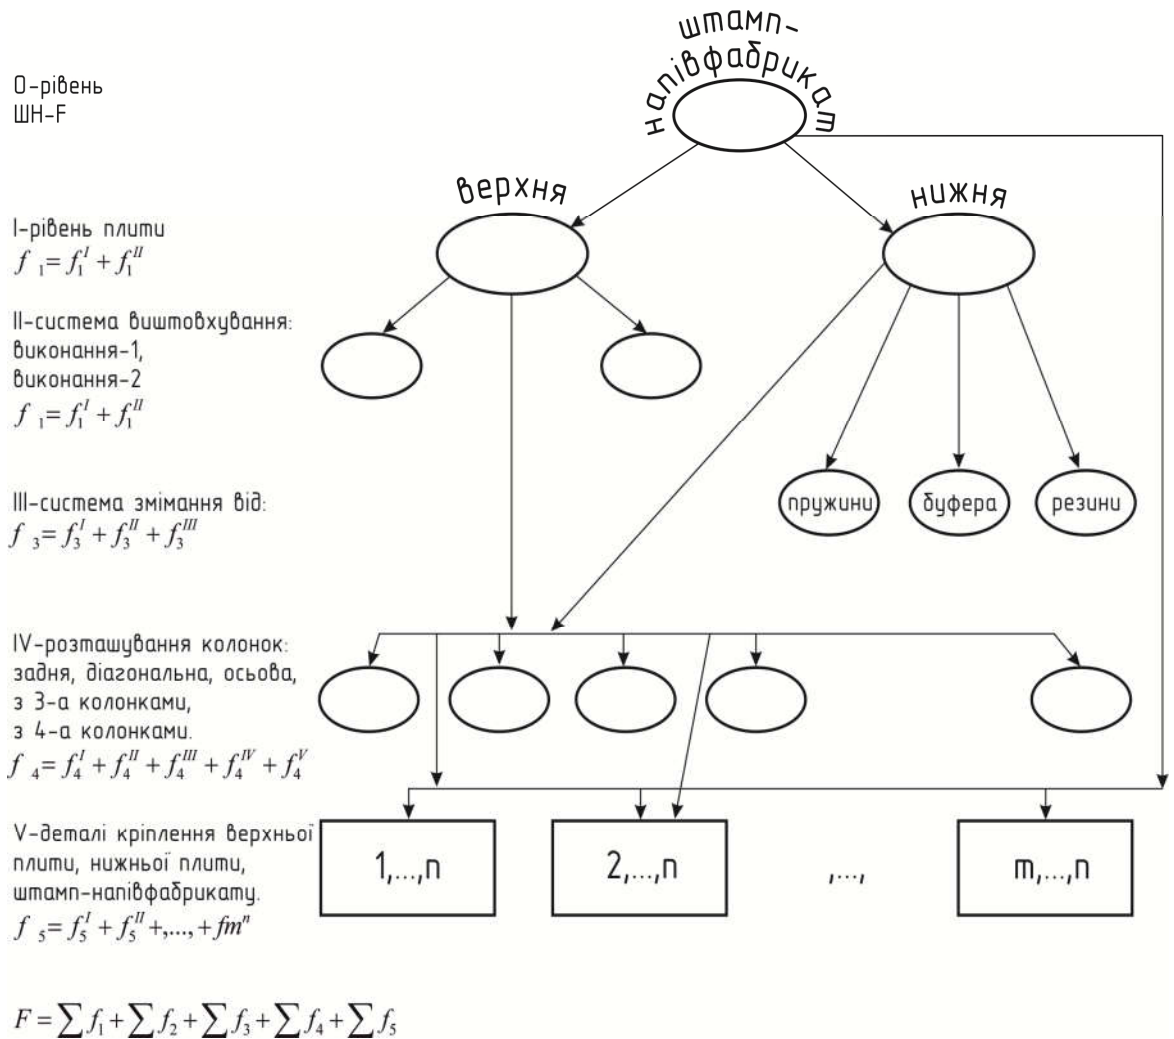 штамп-
напівфабрикат
0-рівень
ШН-F
верхня
нижня
I-рівень плити
f ₁= f₁ᴵ + f₁ᴵᴵ
II-система виштовхування:
виконання-1,
виконання-2
f ₁= f₁ᴵ + f₁ᴵᴵ
пружини
буфера
резини
III-система змімання від:
f ₃= f₃ᴵ + f₃ᴵᴵ + f₃ᴵᴵᴵ
IV-розташування колонок:
задня, діагональна, осьова,
з 3-а колонками,
з 4-а колонками.
f ₄= f₄ᴵ + f₄ᴵᴵ + f₄ᴵᴵᴵ + f₄ᴵⱽ + f₄ⱽ
V-деталі кріплення верхньої
плити, нижньої плити,
штамп-напівфабрикату.
f ₅= f₅ᴵ + f₅ᴵᴵ +,..., + fmⁿ
1,...,n
2,...,n
,...,
m,...,n
F = ∑ f₁ + ∑ f₂ + ∑ f₃ + ∑ f₄ + ∑ f₅